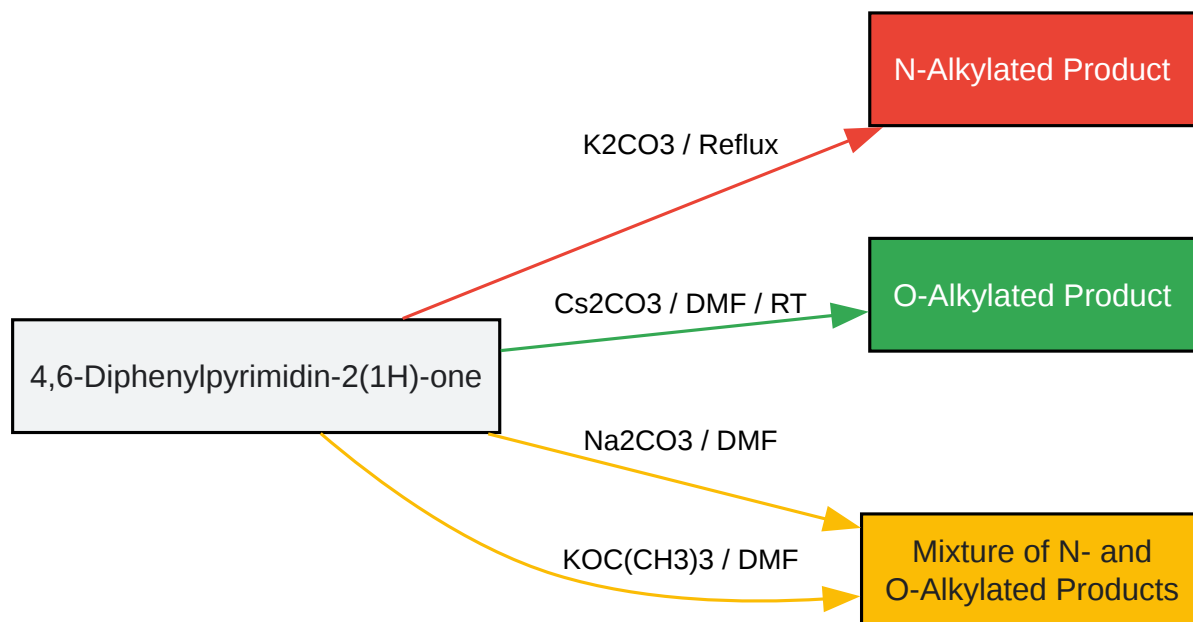 N-Alkylated Product
K2CO3 / Reflux
O-Alkylated Product
Cs2CO3 / DMF / RT
4,6-Diphenylpyrimidin-2(1H)-one
Na2CO3 / DMF
KOC(CH3)3 / DMF
Mixture of N- and
O-Alkylated Products